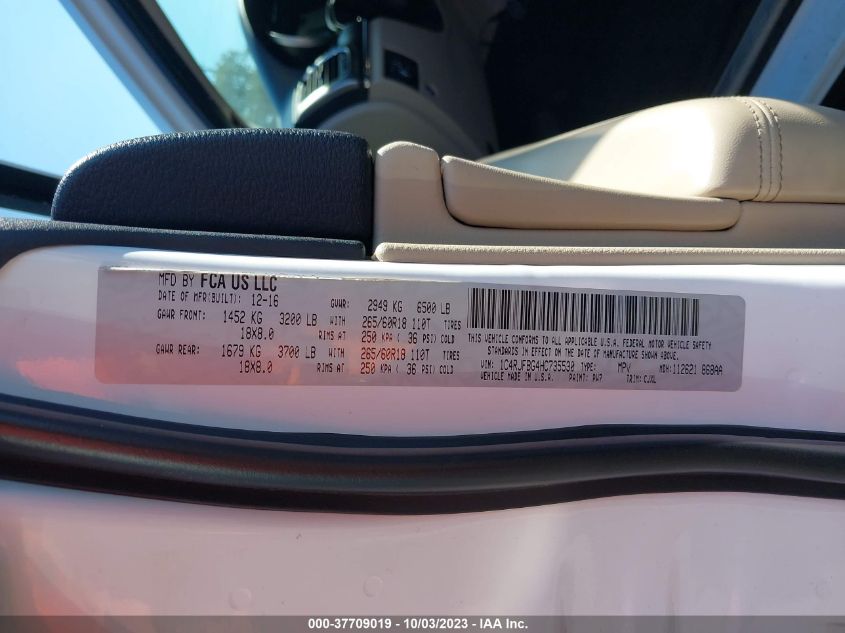 MFD BY FCA US LLC
DATE OF MFR(BUILT): 12-16 GVWR: 2949 KG 6500 LB
GAWR FRONT: 1452 KG 3200 LB WITH 265/60R18 110T TIRES
18X8.0 RIMS AT 250 KPA ( 36 PSI) COLD
GAWR REAR: 1679 KG 3700 LB WITH 265/60R18 110T TIRES
18X8.0 RIMS AT 250 KPA ( 36 PSI) COLD
THIS VEHICLE CONFORMS TO ALL APPLICABLE U.S.A. FEDERAL MOTOR VEHICLE SAFETY
STANDARDS IN EFFECT ON THE DATE OF MANUFACTURE SHOWN ABOVE.
VIN: 1C4RJFBG4HC735530 TYPE: MPV MDH: 112621 868AA
VEHICLE MADE IN U.S.A. PAINT: PW7 TRIM: CJXL
000-37709019 - 10/03/2023 - IAA Inc.